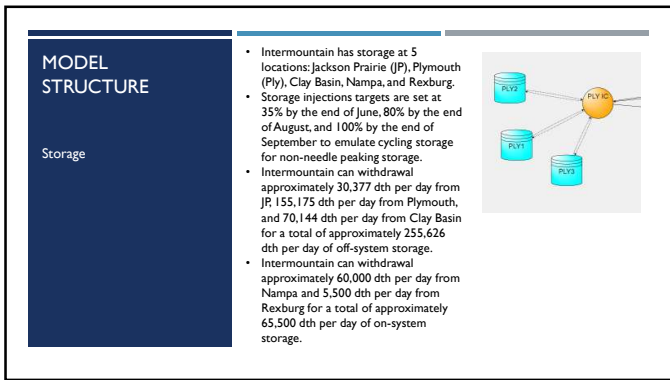 MODEL
STRUCTURE
Storage
• Intermountain has storage at 5
locations: Jackson Prairie (JP), Plymouth
(Ply), Clay Basin, Nampa, and Rexburg.
• Storage injections targets are set at
35% by the end of June, 80% by the end
of August, and 100% by the end of
September to emulate cycling storage
for non-needle peaking storage.
• Intermountain can withdrawal
approximately 30,377 dth per day from
JP, 155,175 dth per day from Plymouth,
and 70,144 dth per day from Clay Basin
for a total of approximately 255,626
dth per day of off-system storage.
• Intermountain can withdrawal
approximately 60,000 dth per day from
Nampa and 5,500 dth per day from
Rexburg for a total of approximately
65,500 dth per day of on-system
storage.
PLY2
PLY IC
PLY1
PLY3